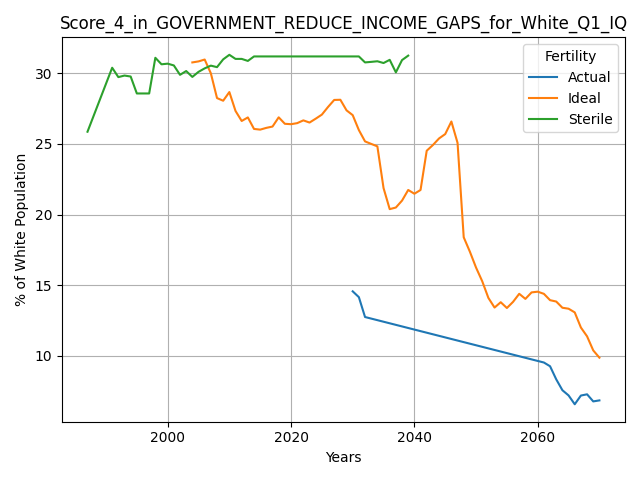 Score_4_in_GOVERNMENT_REDUCE_INCOME_GAPS_for_White_Q1_IQ
Fertility
Actual
Ideal
Sterile
% of White Population
30
25
20
15
10
2000 2020 2040 2060
Years